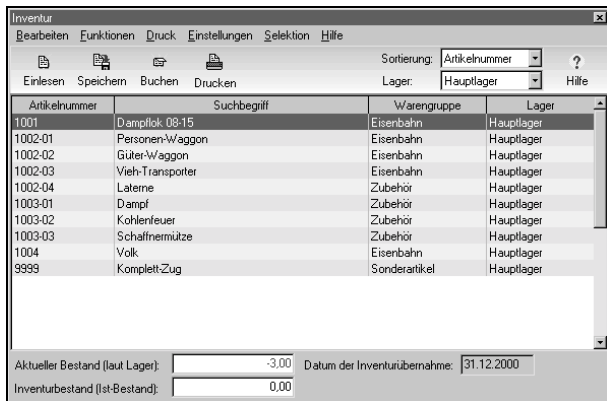 Inventur
Bearbeiten Funktionen Druck Einstellungen Selektion Hilfe
Sortierung: Artikelnummer
Einlesen Speichern Buchen Drucken Lager: Hauptlager Hilfe
Artikelnummer Suchbegriff Warengruppe Lager
1001 Dampflok 08-15 Eisenbahn Hauptlager
1002-01 Personen-Waggon Eisenbahn Hauptlager
1002-02 Güter-Waggon Eisenbahn Hauptlager
1002-03 Vieh-Transporter Eisenbahn Hauptlager
1002-04 Laterne Zubehör Hauptlager
1003-01 Dampf Zubehör Hauptlager
1003-02 Kohlenfeuer Zubehör Hauptlager
1003-03 Schaffnermütze Zubehör Hauptlager
1004 Volk Eisenbahn Hauptlager
9999 Komplett-Zug Sonderartikel Hauptlager
Aktueller Bestand (laut Lager): -3,00 Datum der Inventurübernahme: 31.12.2000
Inventurbestand (Ist-Bestand): 0,00